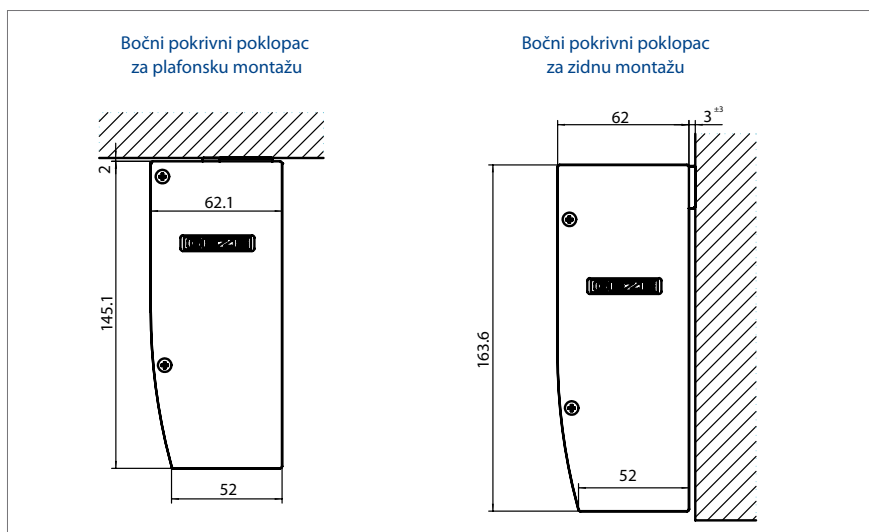 Bočni pokrivni poklopac
za plafonsku montažu
2
62.1
145.1
52
Bočni pokrivni poklopac
za zidnu montažu
62
3 ±3
163.6
52